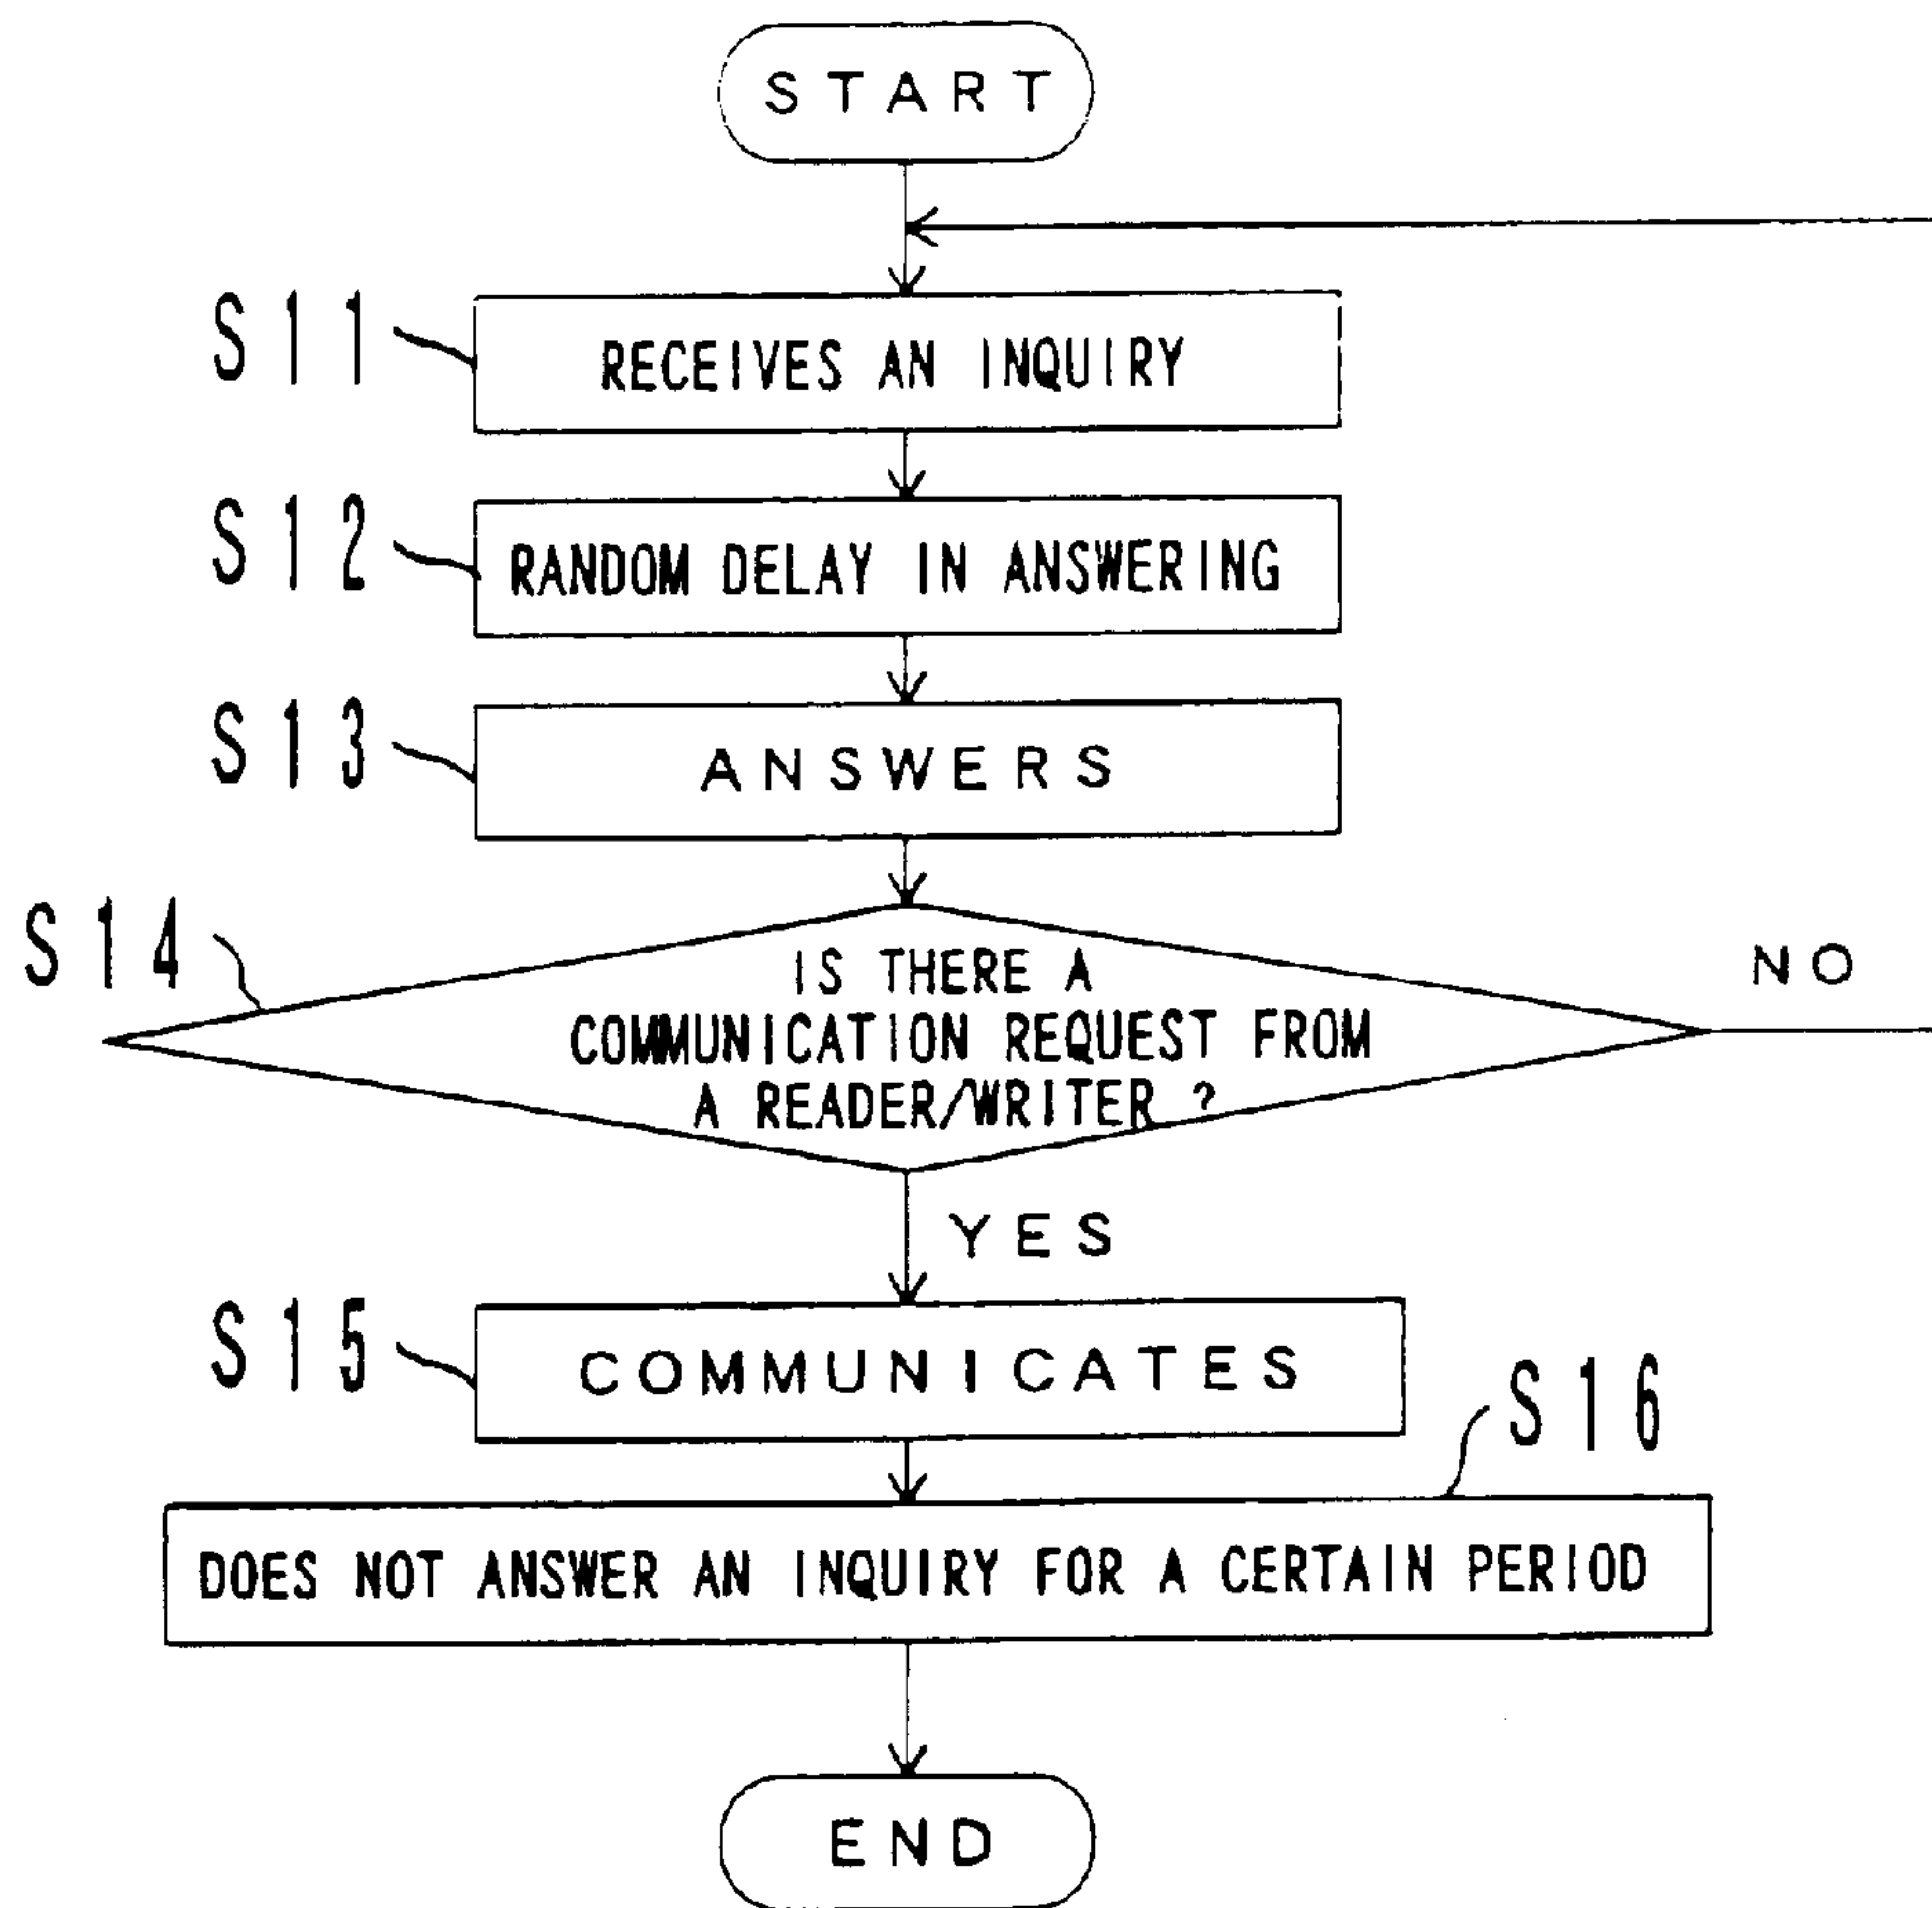 START
S11
RECEIVES AN INQUIRY
S12
RANDOM DELAY IN ANSWERING
S13
ANSWERS
S14
IS THERE A
COMMUNICATION REQUEST FROM
A READER/WRITER ?
NO
YES
S15
COMMUNICATES
S16
DOES NOT ANSWER AN INQUIRY FOR A CERTAIN PERIOD
END